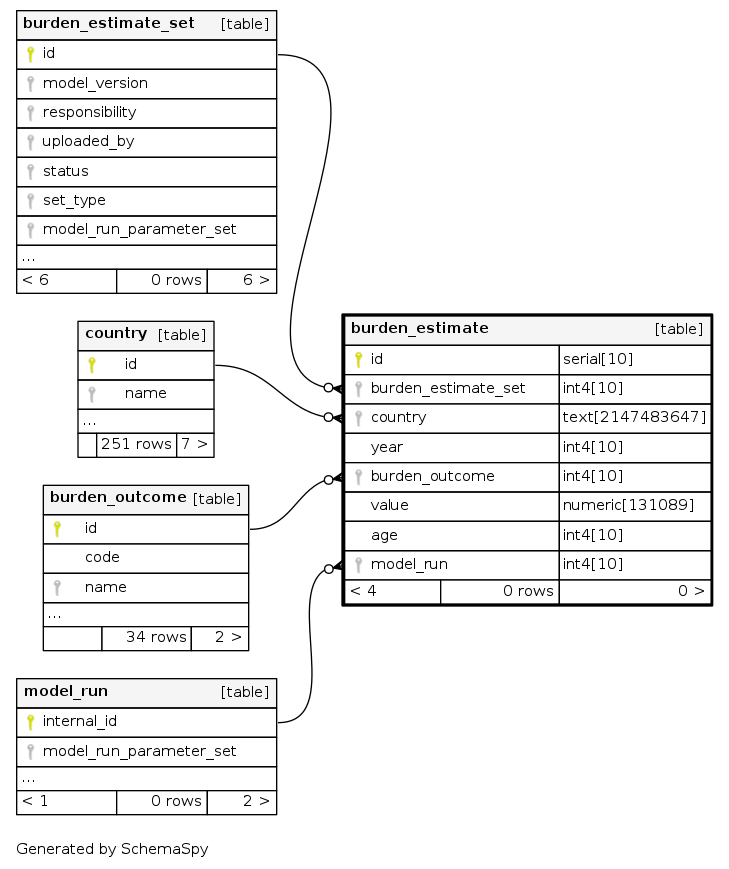 burden_estimate_set [table]
id
model_version
responsibility
uploaded_by
status
set_type
model_run_parameter_set
...
< 6 0 rows 6 >
country [table]
id
name
...
251 rows 7 >
burden_outcome [table]
id
code
name
...
34 rows 2 >
model_run [table]
internal_id
model_run_parameter_set
...
< 1 0 rows 2 >
burden_estimate [table]
id serial[10]
burden_estimate_set int4[10]
country text[2147483647]
year int4[10]
burden_outcome int4[10]
value numeric[131089]
age int4[10]
model_run int4[10]
< 4 0 rows 0 >
Generated by SchemaSpy